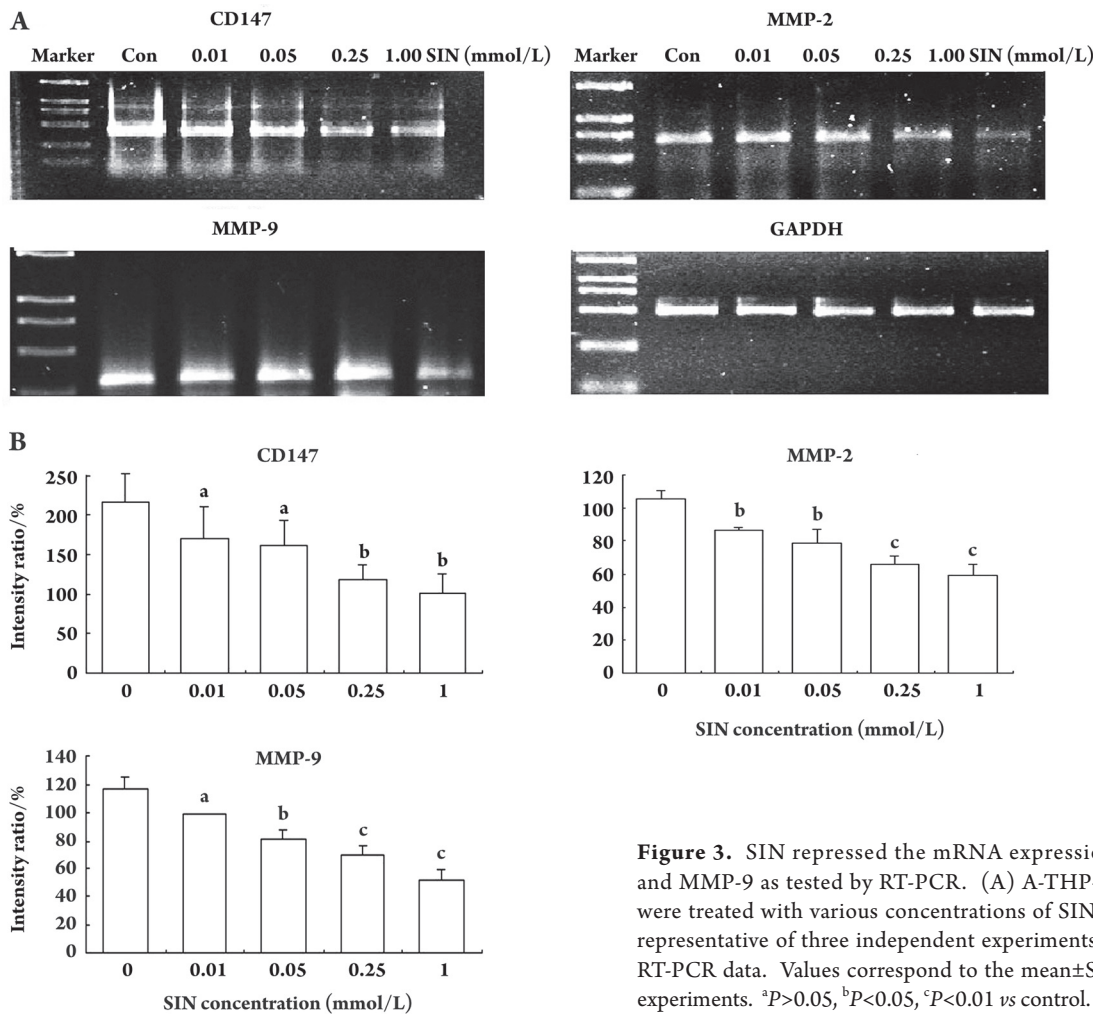 A
CD147
Marker Con 0.01 0.05 0.25 1.00 SIN (mmol/L)
MMP-2
Marker Con 0.01 0.05 0.25 1.00 SIN (mmol/L)
MMP-9
GAPDH
B
CD147
Intensity ratio/%
250
200
150
100
50
0
a
a
b
b
0 0.01 0.05 0.25 1
MMP-2
120
100
80
60
40
20
0
b
b
c
c
0 0.01 0.05 0.25 1
SIN concentration (mmol/L)
MMP-9
Intensity ratio/%
140
120
100
80
60
40
20
0
a
b
c
c
0 0.01 0.05 0.25 1
SIN concentration (mmol/L)
Figure 3. SIN repressed the mRNA expressio
and MMP-9 as tested by RT-PCR. (A) A-THP-
were treated with various concentrations of SIN
representative of three independent experiments
RT-PCR data. Values correspond to the mean±S
experiments. ᵃP>0.05, ᵇP<0.05, ᶜP<0.01 vs control.